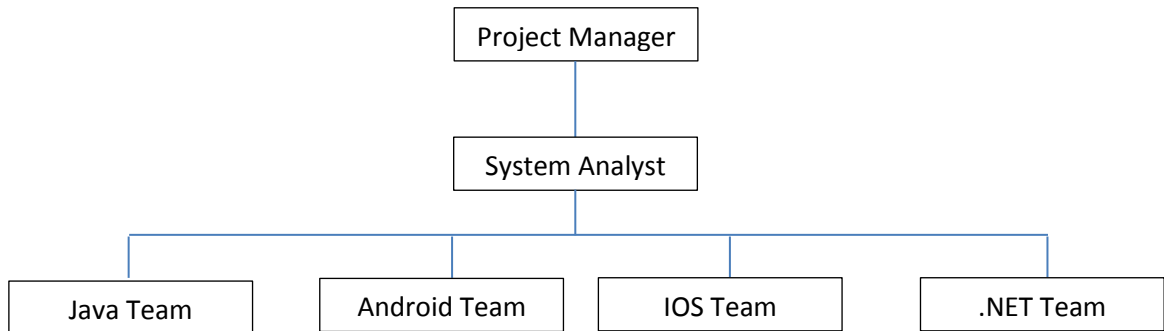 Project Manager
System Analyst
Java Team
Android Team
IOS Team
.NET Team